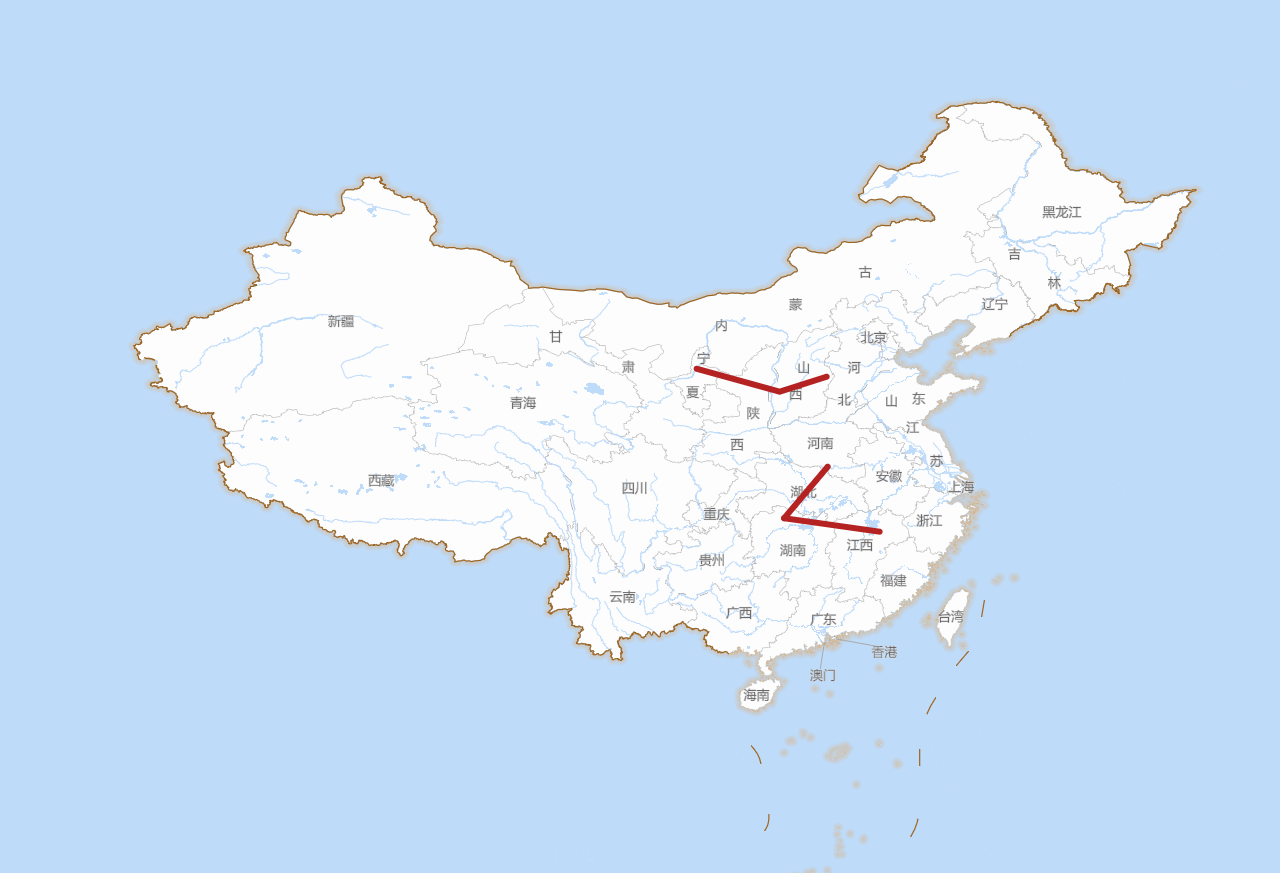 黑龙江
吉
林
古
辽宁
蒙
内
北京
新疆
甘
宁
肃
山
河
夏
西
青海
北
山
东
陕
江
西
河南
苏
西藏
安徽
四川
湖北
上海
重庆
浙江
江西
湖南
贵州
福建
云南
广西
广东
台湾
香港
澳门
海南